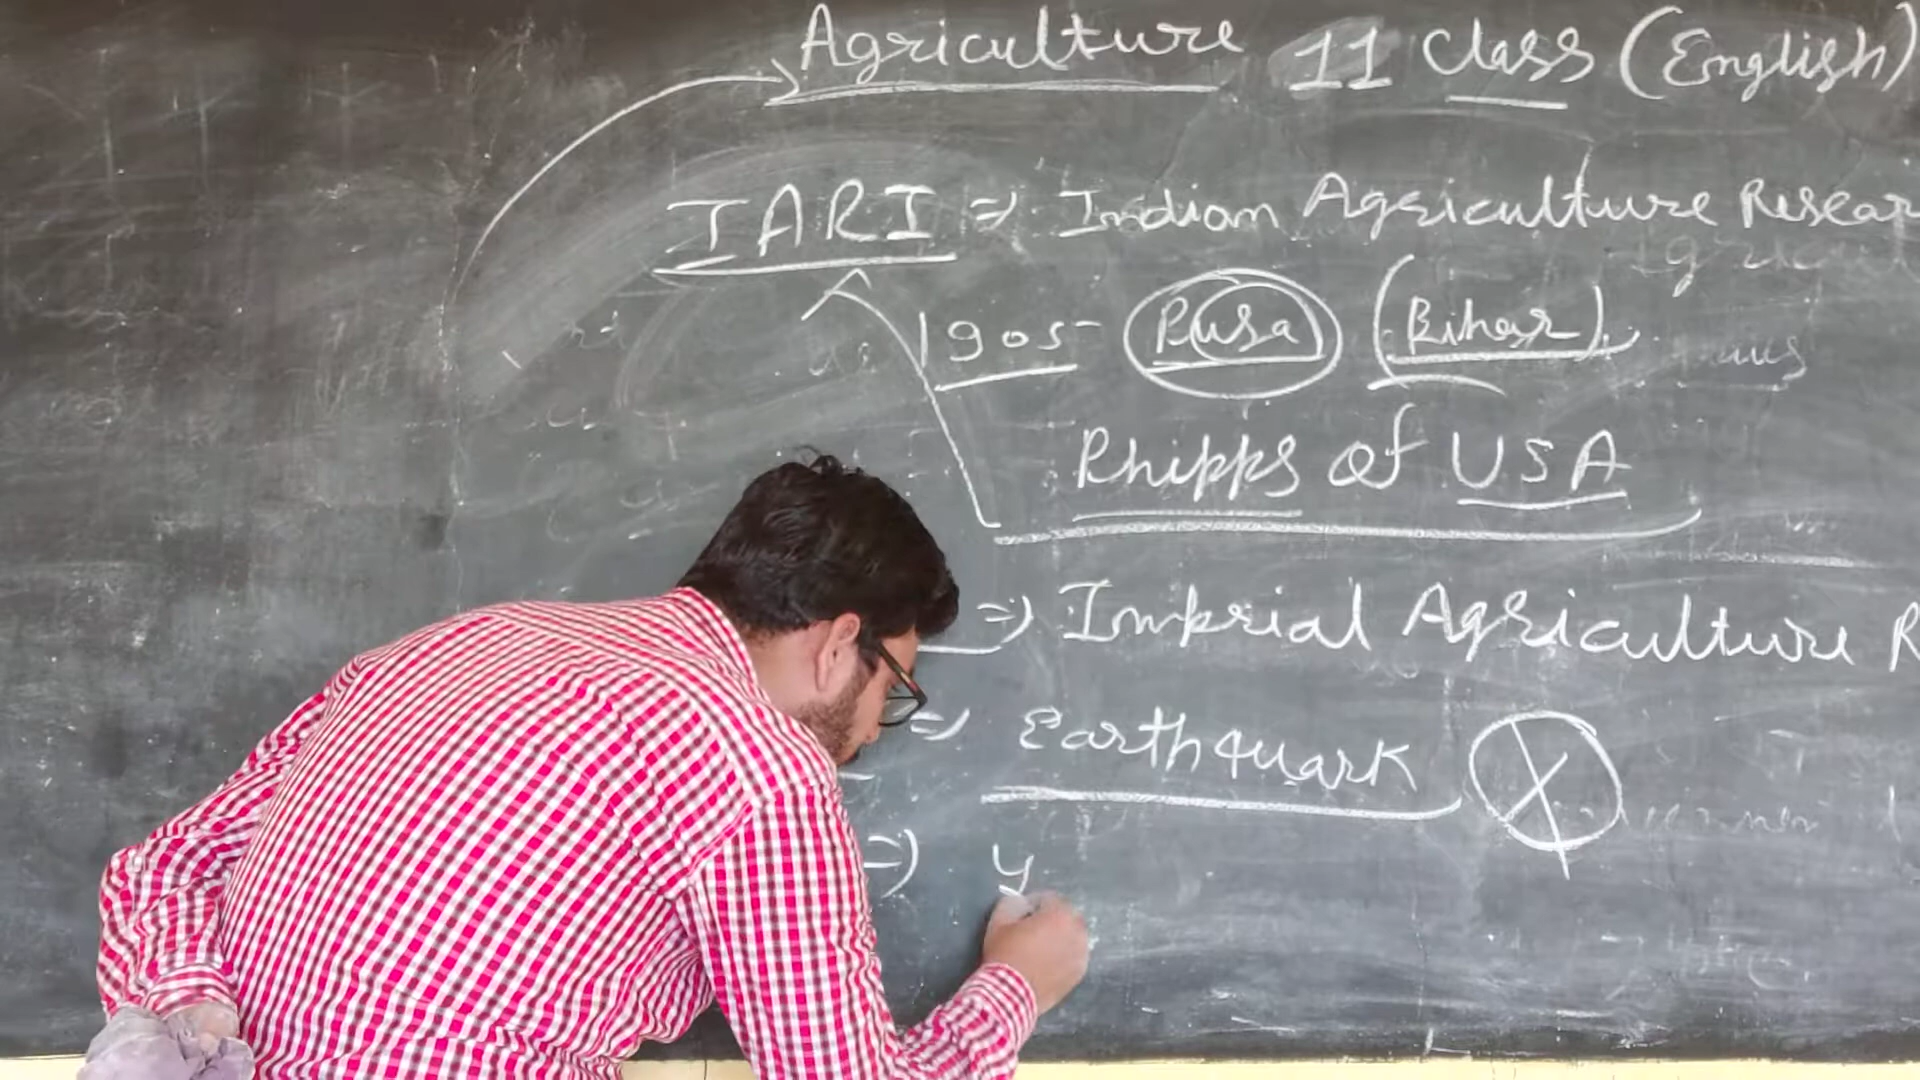 Agriculture 11 Class (English)
IARI => Indian Agriculture Resear
1905 Pusa (Bihar)
Phipps of USA
=> Imperial Agriculture R
=> Earthquark
=> y